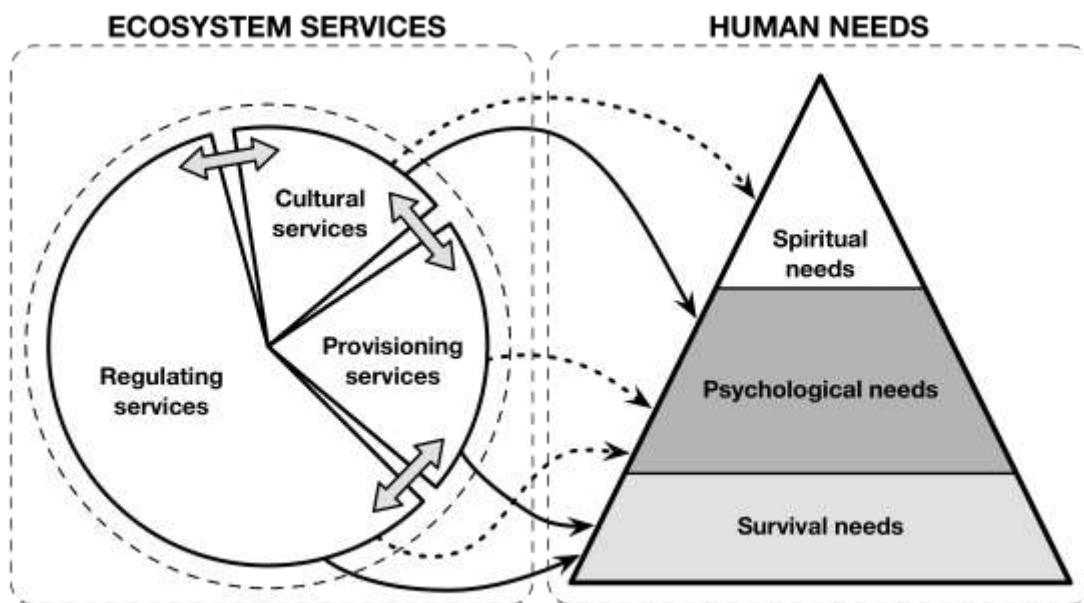 ECOSYSTEM SERVICES
HUMAN NEEDS
Cultural
services
Provisioning
services
Regulating
services
Spiritual
needs
Psychological needs
Survival needs